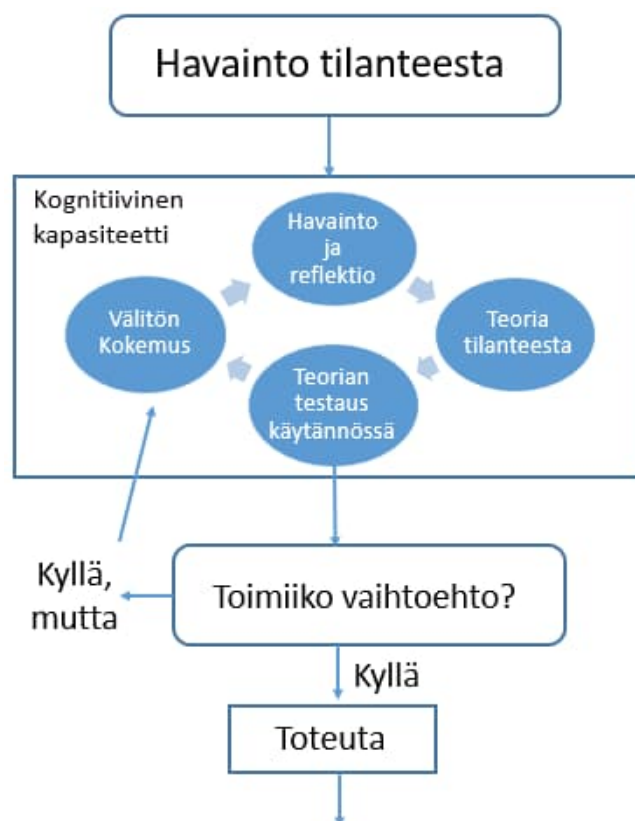 Havainto tilanteesta
Kognitiivinen
kapasiteetti
Havainto
ja
reflektio
Välitön
Kokemus
Teoria
tilanteesta
Teorian
testaus
käytännössä
Kyllä,
mutta
Toimiiko vaihtoehto?
Kyllä
Toteuta